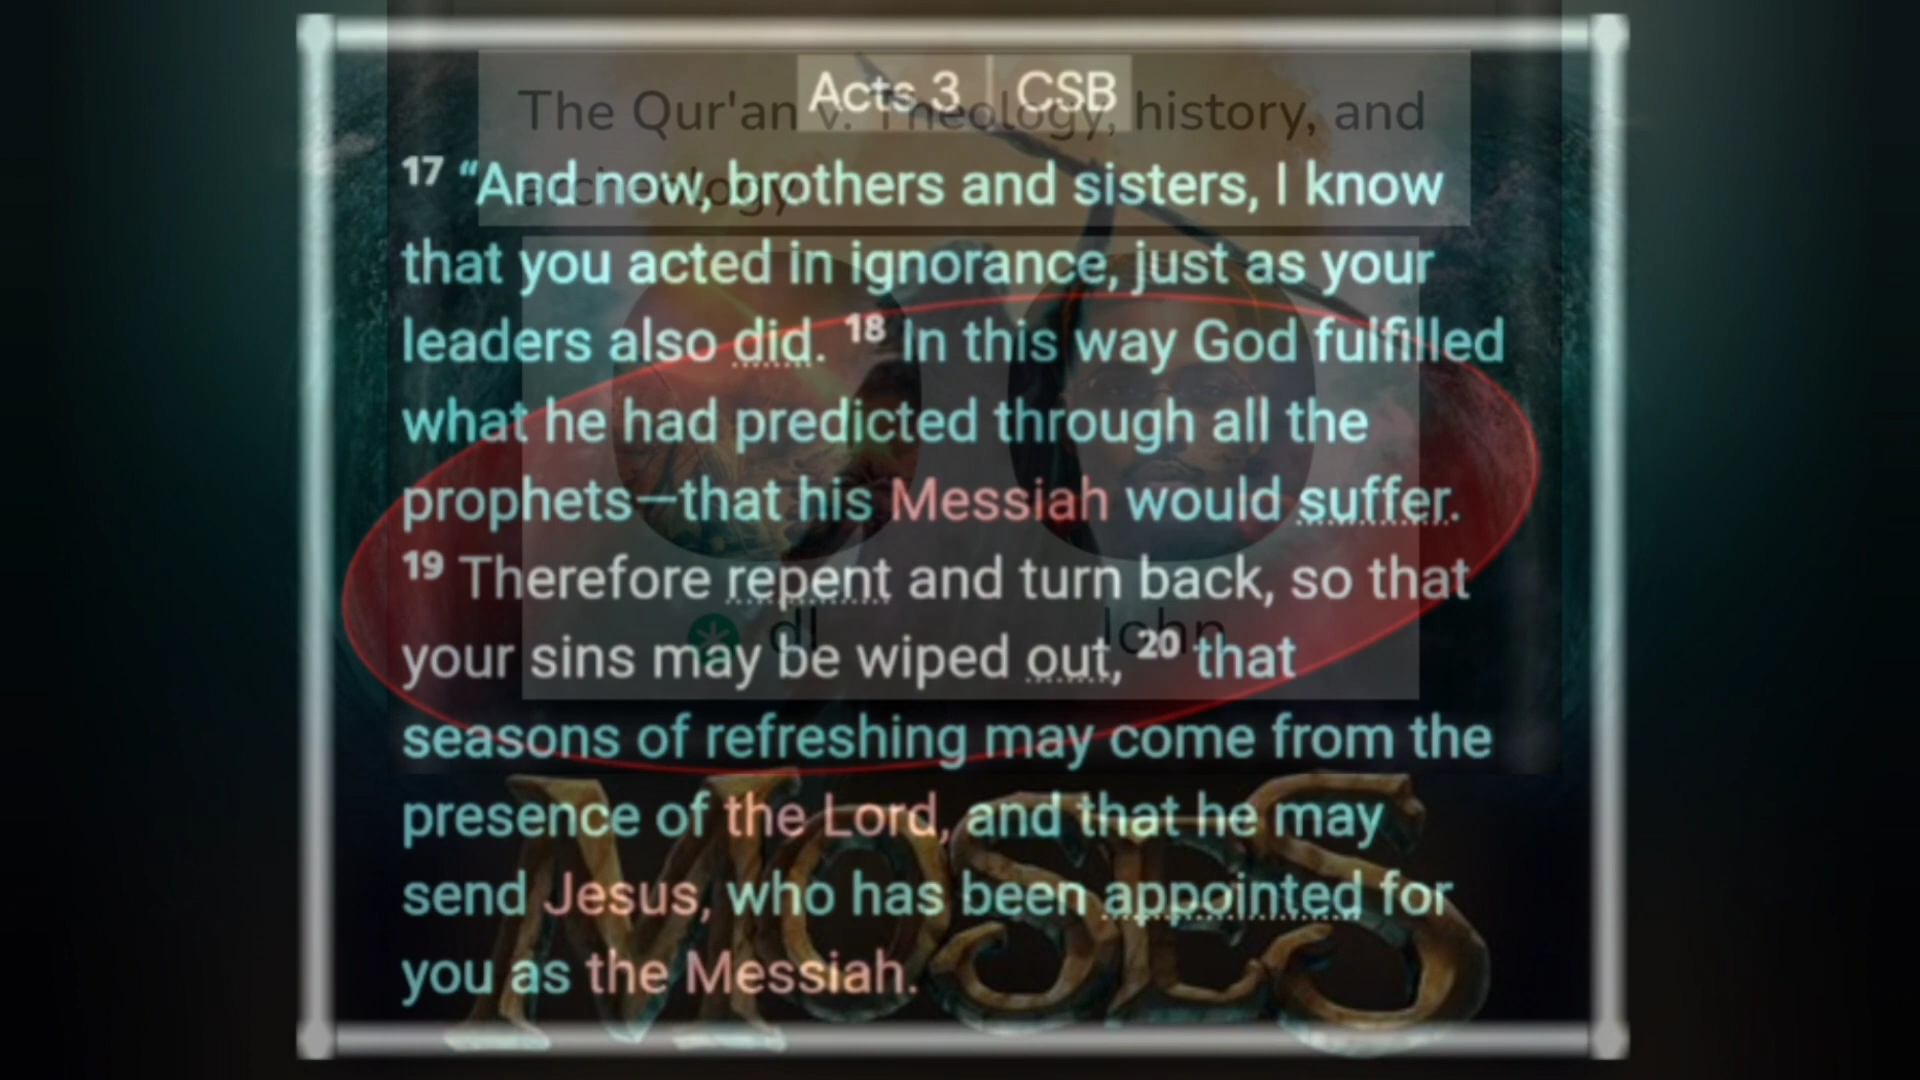 Acts 3 | CSB
The Qur'an v. Theology, history, and
archeology
17 “And now, brothers and sisters, I know
that you acted in ignorance, just as your
leaders also did. 18 In this way God fulfilled
what he had predicted through all the
prophets—that his Messiah would suffer.
19 Therefore repent and turn back, so that
your sins may be wiped out, 20 that
seasons of refreshing may come from the
presence of the Lord, and that he may
send Jesus, who has been appointed for
you as the Messiah.
dl
John
MOSES